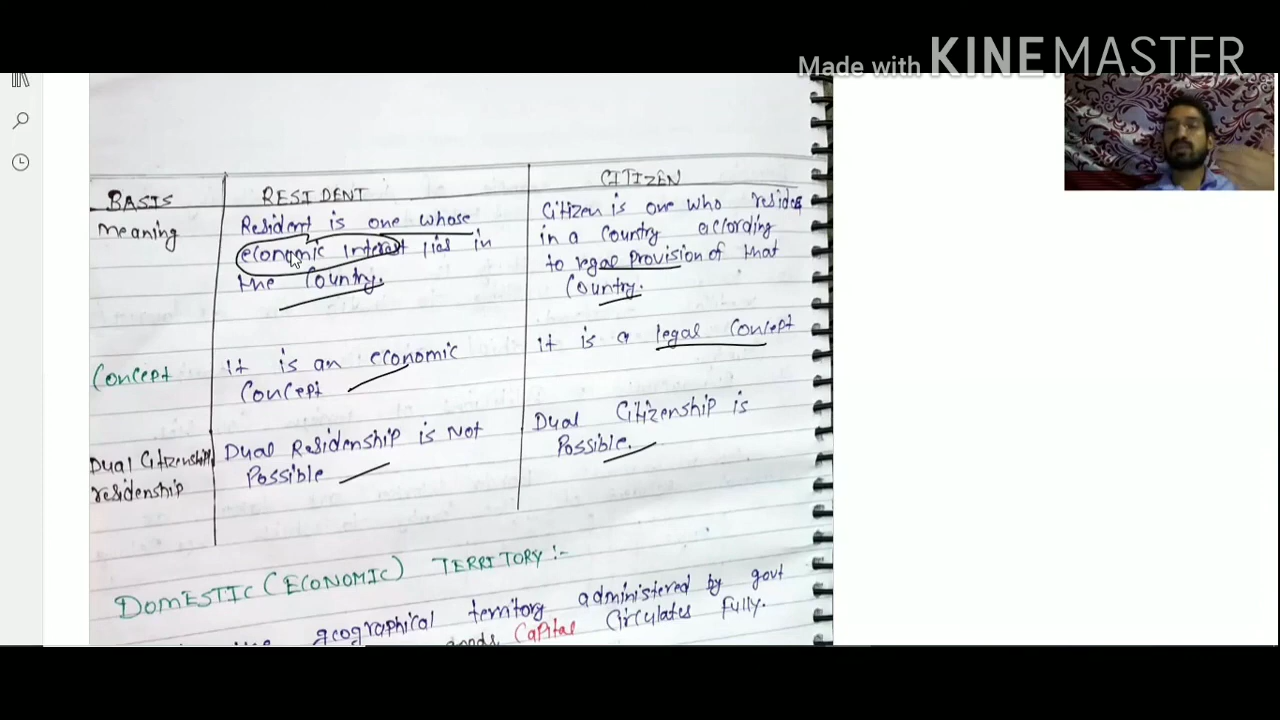 Made with KINEMASTER
BASIS RESIDENT CITIZEN
Meaning
Resident is one whose
economic interest lies in
the Country.
Citizen is one who resides
in a country according
to legal provision of that
Country.
Concept
It is an economic
Concept
It is a legal Concept
Dual Citizenship
residenship
Dual Residenship is Not
Possible
Dual Citizenship is
Possible.
DOMESTIC (ECONOMIC) TERRITORY :-
geographical territory administered by govt
goods, Capital Circulates fully.